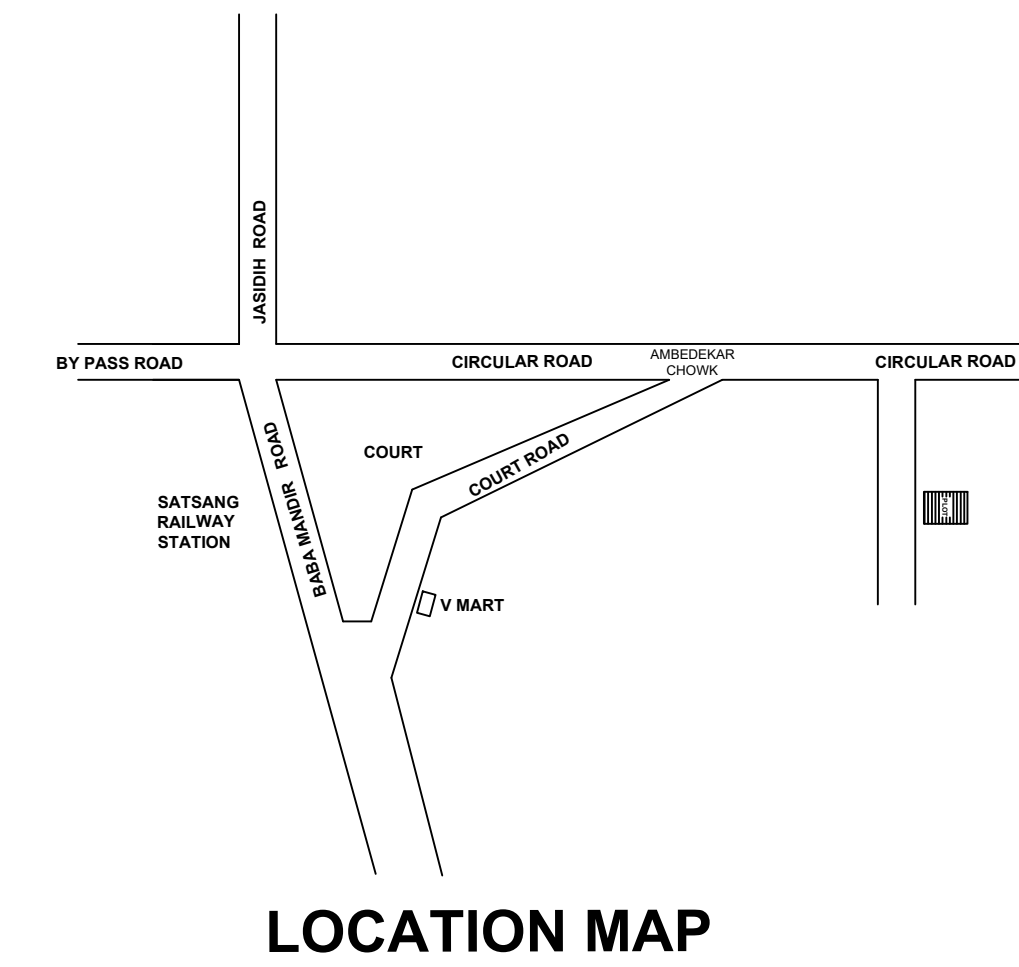 JASIDIH ROAD
BY PASS ROAD
CIRCULAR ROAD
AMBEDEKAR
CHOWK
CIRCULAR ROAD
BABA MANDIR ROAD
COURT
COURT ROAD
SATSANG
RAILWAY
STATION
PLOT
V MART
LOCATION MAP